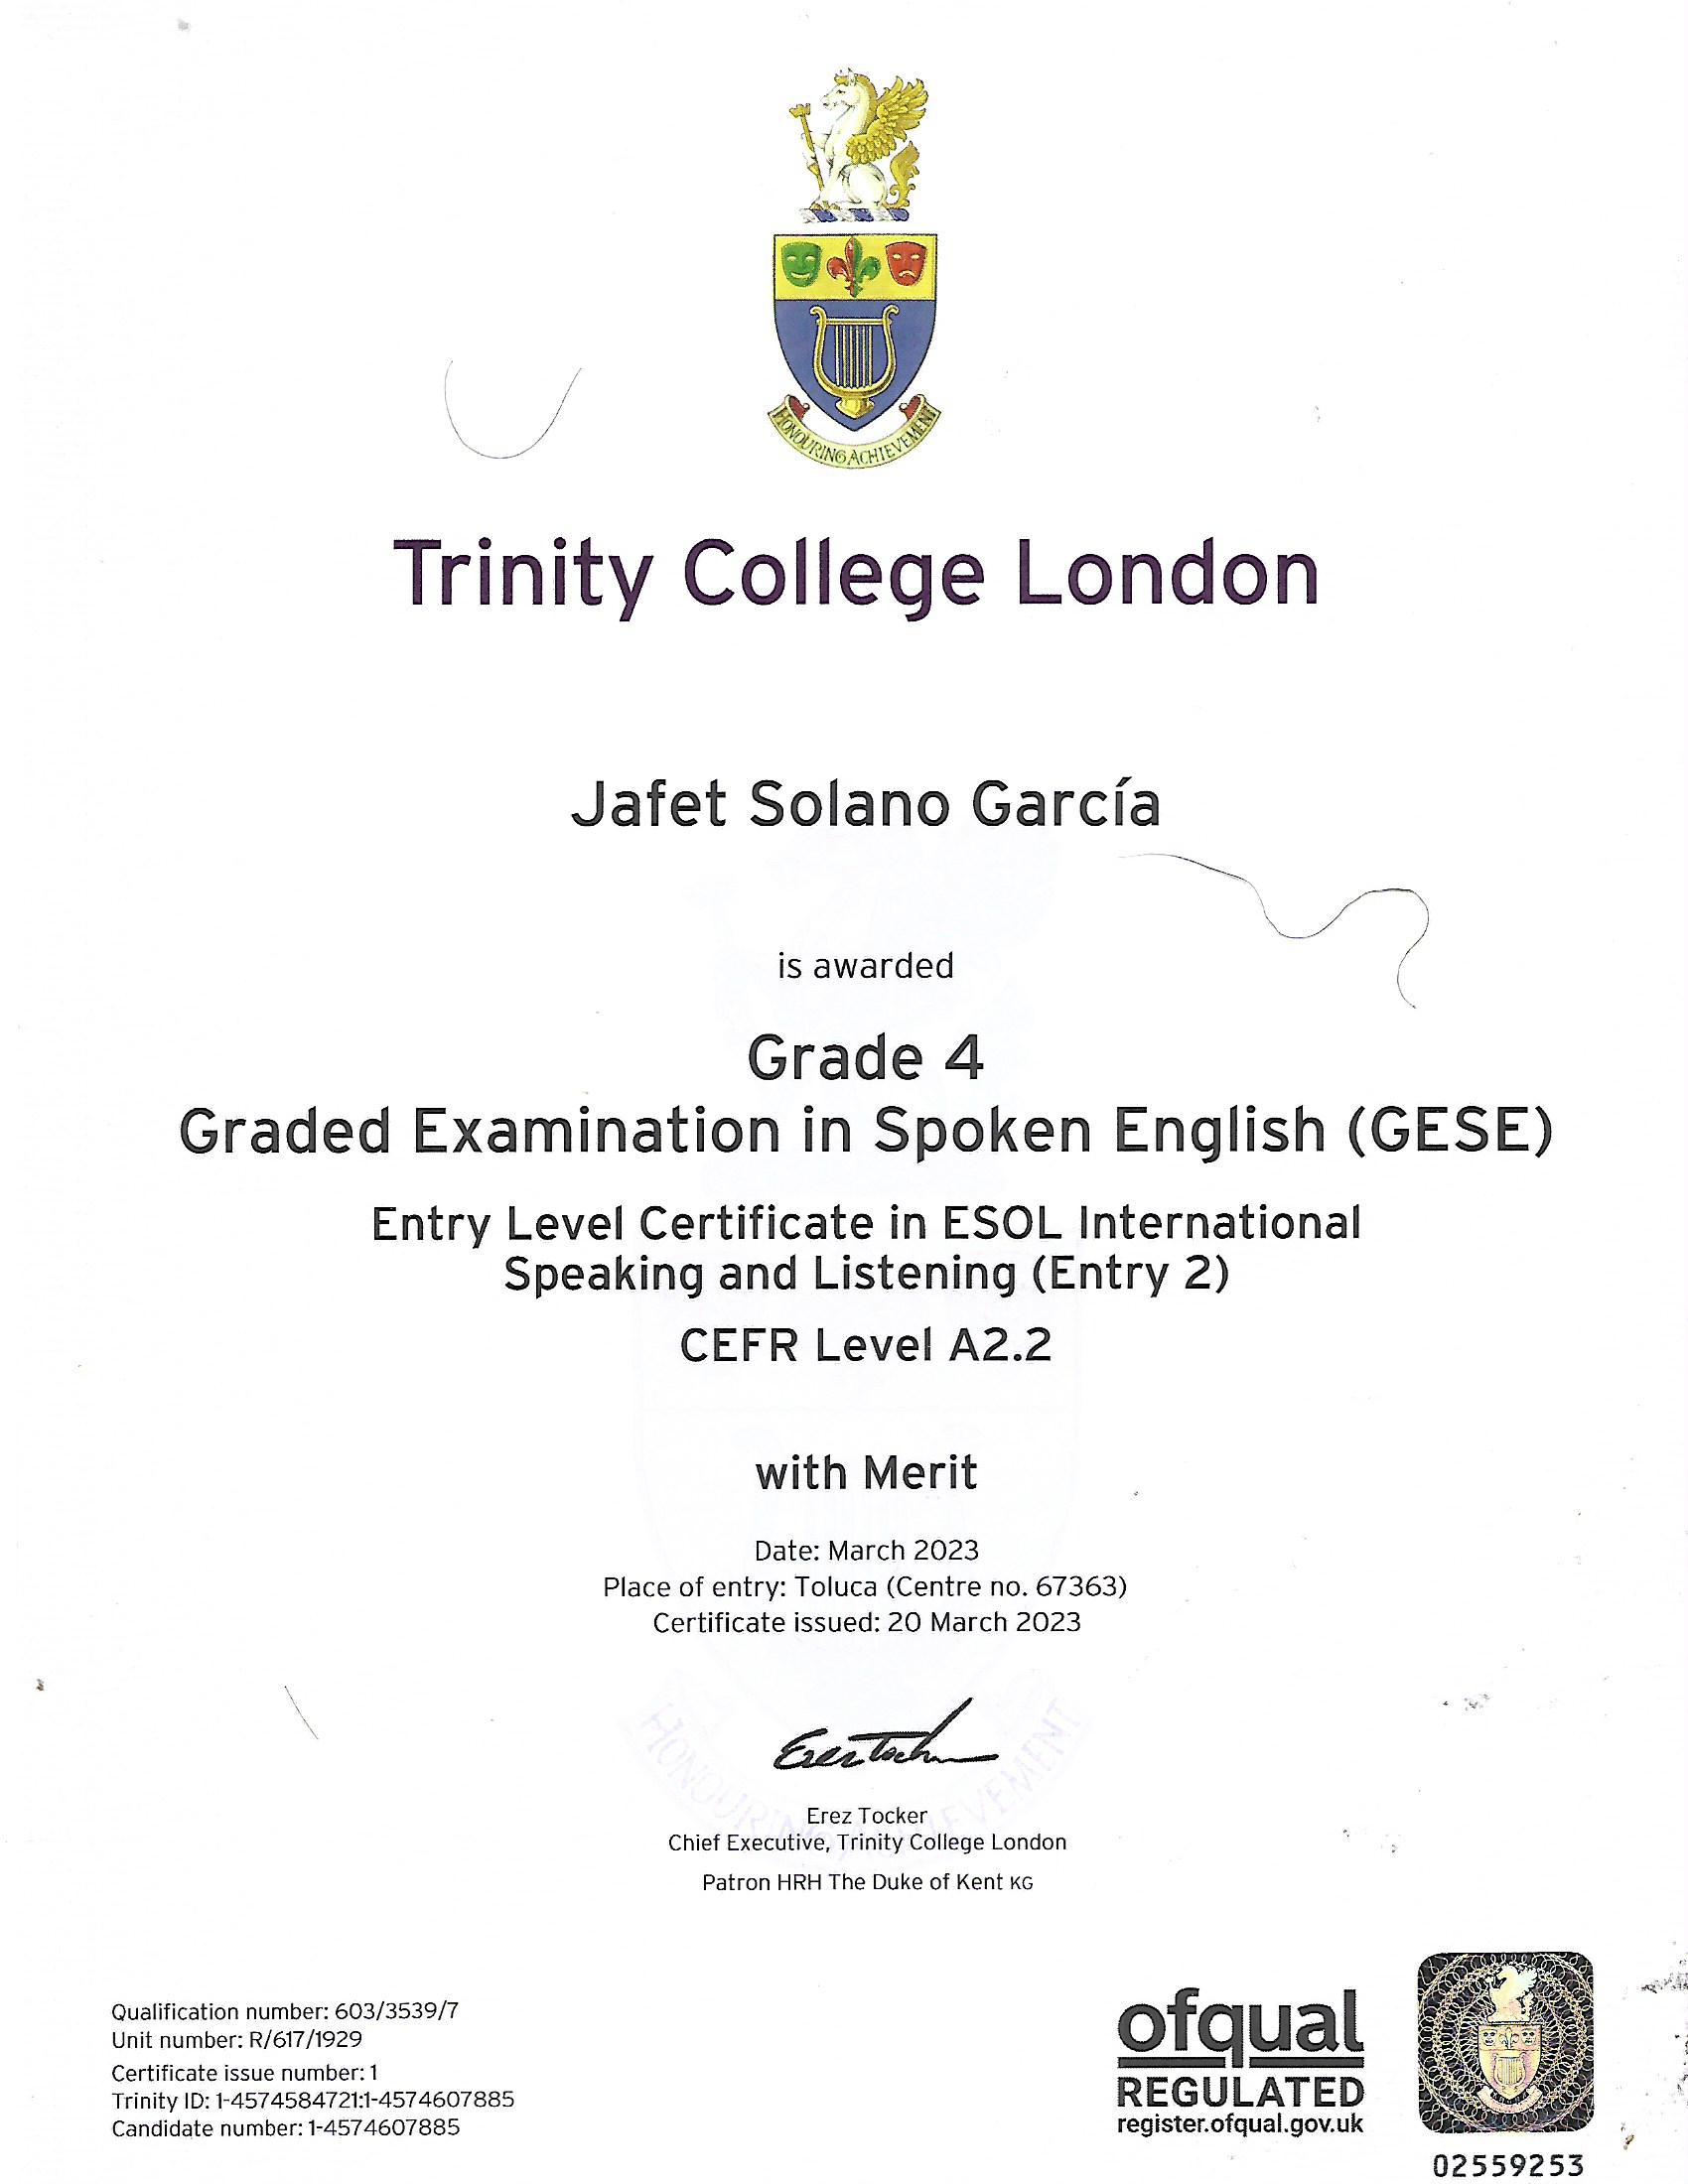 HONOURING ACHIEVEMENT
Trinity College London
Jafet Solano García
is awarded
Grade 4
Graded Examination in Spoken English (GESE)
Entry Level Certificate in ESOL International
Speaking and Listening (Entry 2)
CEFR Level A2.2
with Merit
Date: March 2023
Place of entry: Toluca (Centre no. 67363)
Certificate issued: 20 March 2023
HONOURING ACHIEVEMENT
Erez Tocker
Chief Executive, Trinity College London
Patron HRH The Duke of Kent KG
Qualification number: 603/3539/7
Unit number: R/617/1929
Certificate issue number: 1
Trinity ID: 1-4574584721:1-4574607885
Candidate number: 1-4574607885
ofqual
REGULATED
register.ofqual.gov.uk
02559253